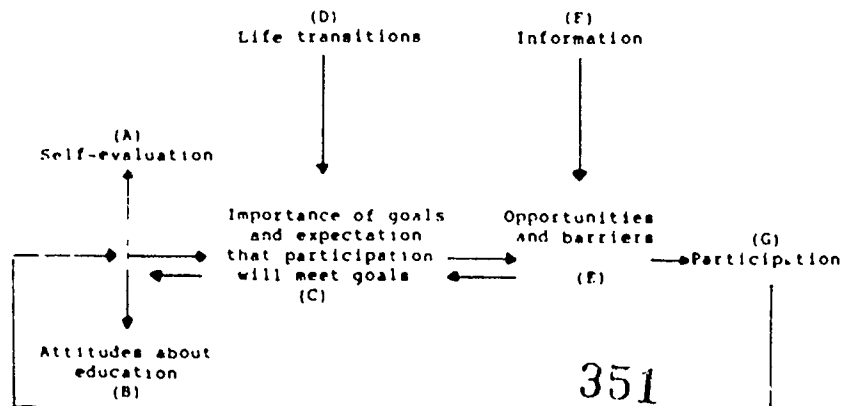 (D)
Life transitions
(F)
Information
(A)
Self-evaluation
Importance of goals
and expectation
that participation
will meet goals
(C)
Opportunities
and barriers
(E)
(G)
Participation
Attitudes about
education
(B)
351